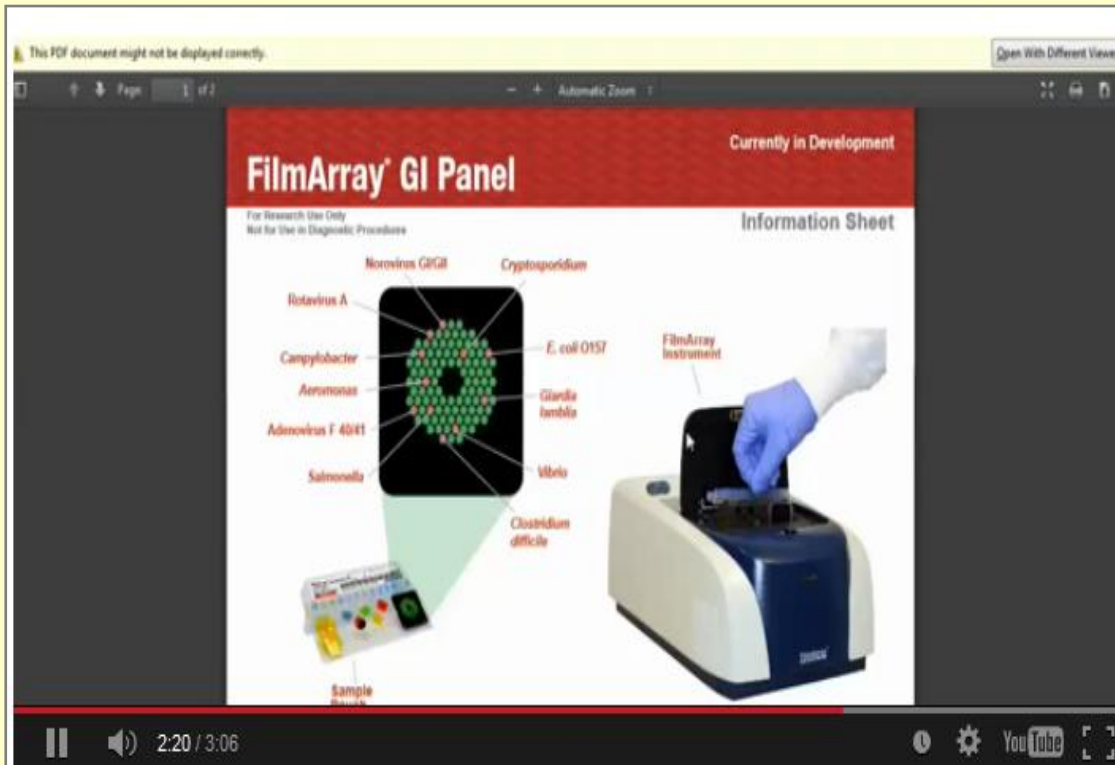 This PDF document might not be displayed correctly.
Open With Different Viewer
Page: 1 of 2
Automatic Zoom
Currently in Development
FilmArray® GI Panel
For Research Use Only
Not for Use in Diagnostic Procedures
Information Sheet
Norovirus GI/GII
Cryptosporidium
Rotavirus A
FilmArray
Instrument
E. coli O157
Campylobacter
Aeromonas
Giardia
lamblia
Adenovirus F 40/41
Salmonella
Vibrio
Clostridium
difficile
Sample
Pouch
2:20 / 3:06
YouTube